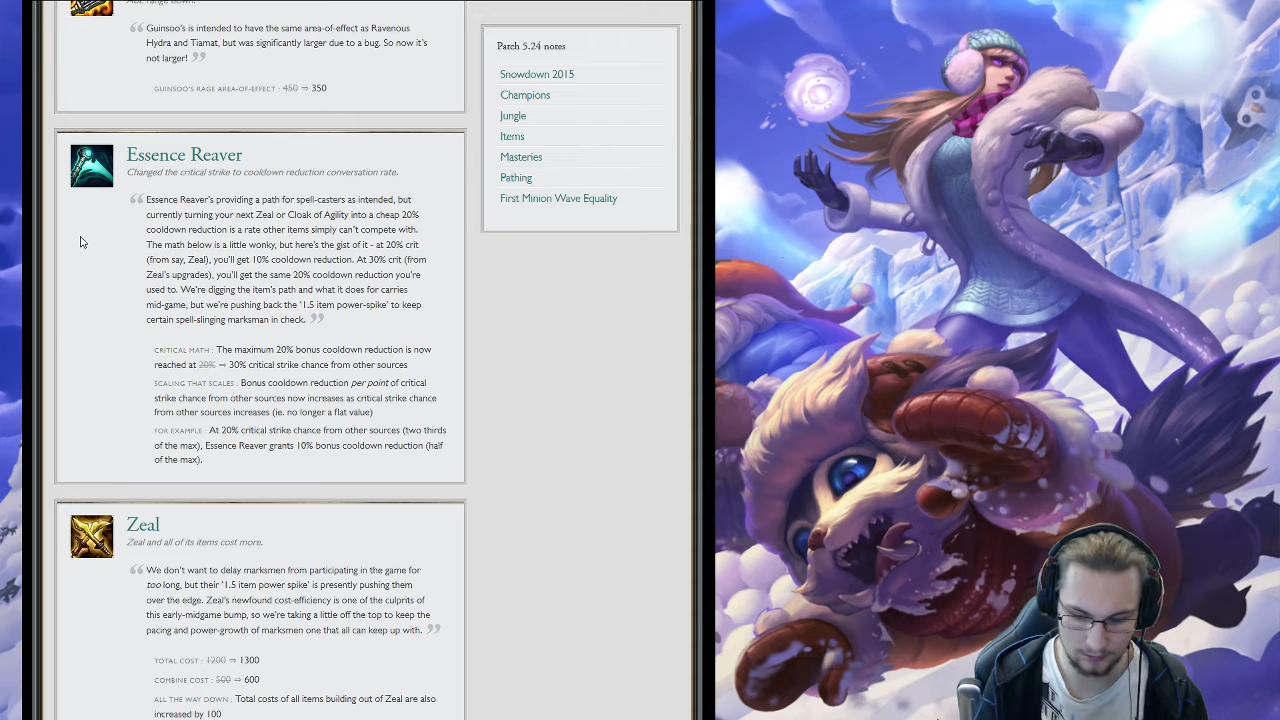 Guinsoo's is intended to have the same area-of-effect as Ravenous
Hydra and Tiamat, but was significantly larger due to a bug. So now it's
not larger!
GUINSOO'S RAGE AREA-OF-EFFECT : 450 ⇒ 350
Essence Reaver
Changed the critical strike to cooldown reduction conversation rate.
Essence Reaver's providing a path for spell-casters as intended, but
currently turning your next Zeal or Cloak of Agility into a cheap 20%
cooldown reduction is a rate other items simply can't compete with.
The math below is a little wonky, but here's the gist of it - at 20% crit
(from say, Zeal), you'll get 10% cooldown reduction. At 30% crit (from
Zeal's upgrades), you'll get the same 20% cooldown reduction you're
used to. We're digging the item's path and what it does for carries
mid-game, but we're pushing back the '1.5 item power-spike' to keep
certain spell-slinging marksman in check.
CRITICAL MATH : The maximum 20% bonus cooldown reduction is now
reached at 20% ⇒ 30% critical strike chance from other sources
SCALING THAT SCALES : Bonus cooldown reduction per point of critical
strike chance from other sources now increases as critical strike chance
from other sources increases (ie. no longer a flat value)
FOR EXAMPLE : At 20% critical strike chance from other sources (two thirds
of the max), Essence Reaver grants 10% bonus cooldown reduction (half
of the max).
Zeal
Zeal and all of its items cost more.
We don't want to delay marksmen from participating in the game for
too long, but their '1.5 item power spike' is presently pushing them
over the edge. Zeal's newfound cost-efficiency is one of the culprits of
this early-midgame bump, so we're taking a little off the top to keep the
pacing and power-growth of marksmen one that all can keep up with.
TOTAL COST : 1200 ⇒ 1300
COMBINE COST : 500 ⇒ 600
ALL THE WAY DOWN : Total costs of all items building out of Zeal are also
increased by 100
Patch 5.24 notes
Snowdown 2015
Champions
Jungle
Items
Masteries
Pathing
First Minion Wave Equality